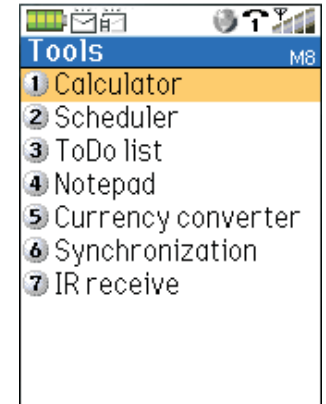 Tools M8
1 Calculator
2 Scheduler
3 ToDo list
4 Notepad
5 Currency converter
6 Synchronization
7 IR receive